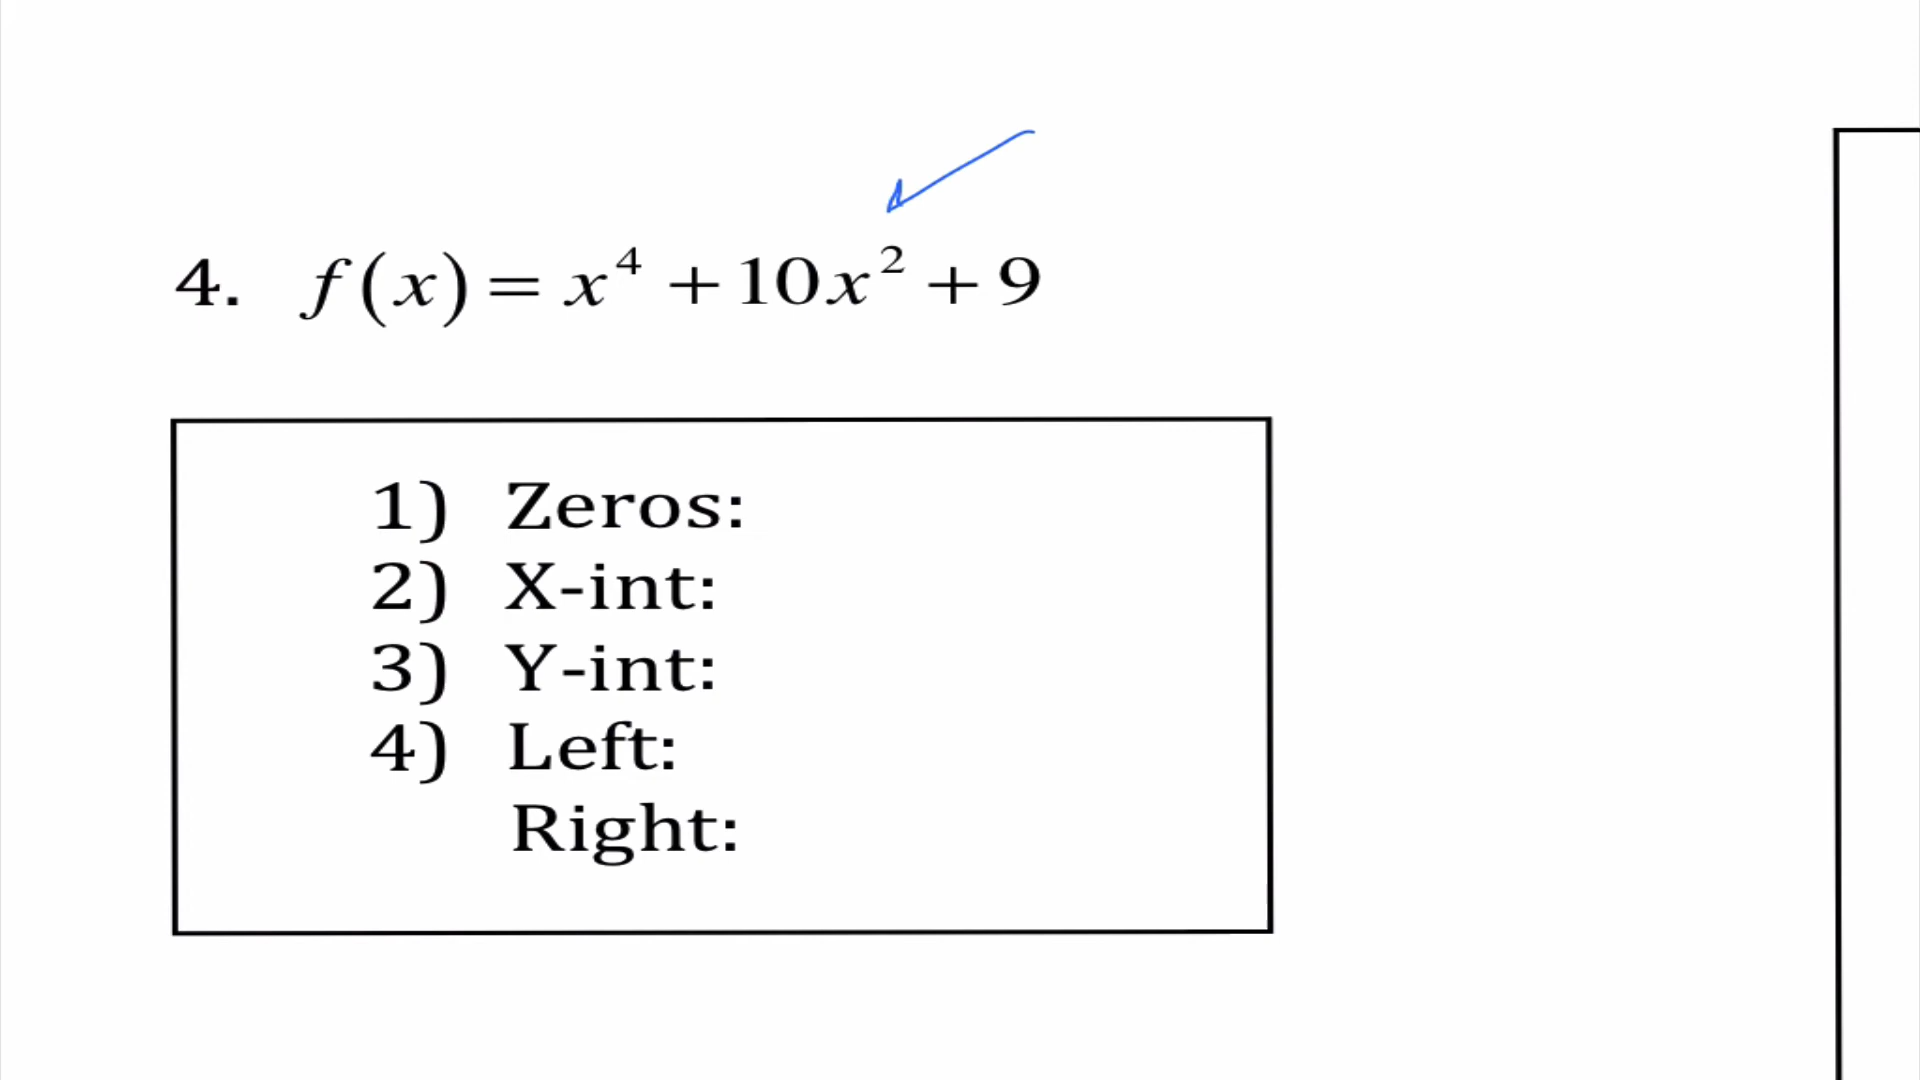 4. f(x) = x⁴ + 10x² + 9
1) Zeros:
2) X-int:
3) Y-int:
4) Left:
Right: